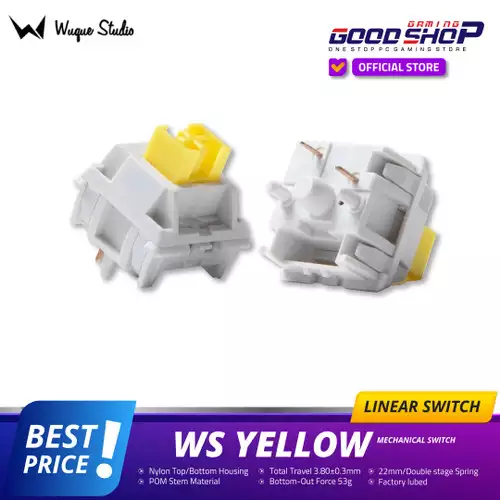 Wuque Studio
GAMING
GOODSHOP
ONE STOP PC GAMING STORE
OFFICIAL STORE
LINEAR SWITCH
BEST
PRICE!
WS YELLOW
MECHANICAL SWITCH
• Nylon Top/Bottom Housing
• POM Stem Material
• Total Travel 3.80±0.3mm
• Bottom-Out Force 53g
• 22mm/Double stage Spring
• Factory lubed